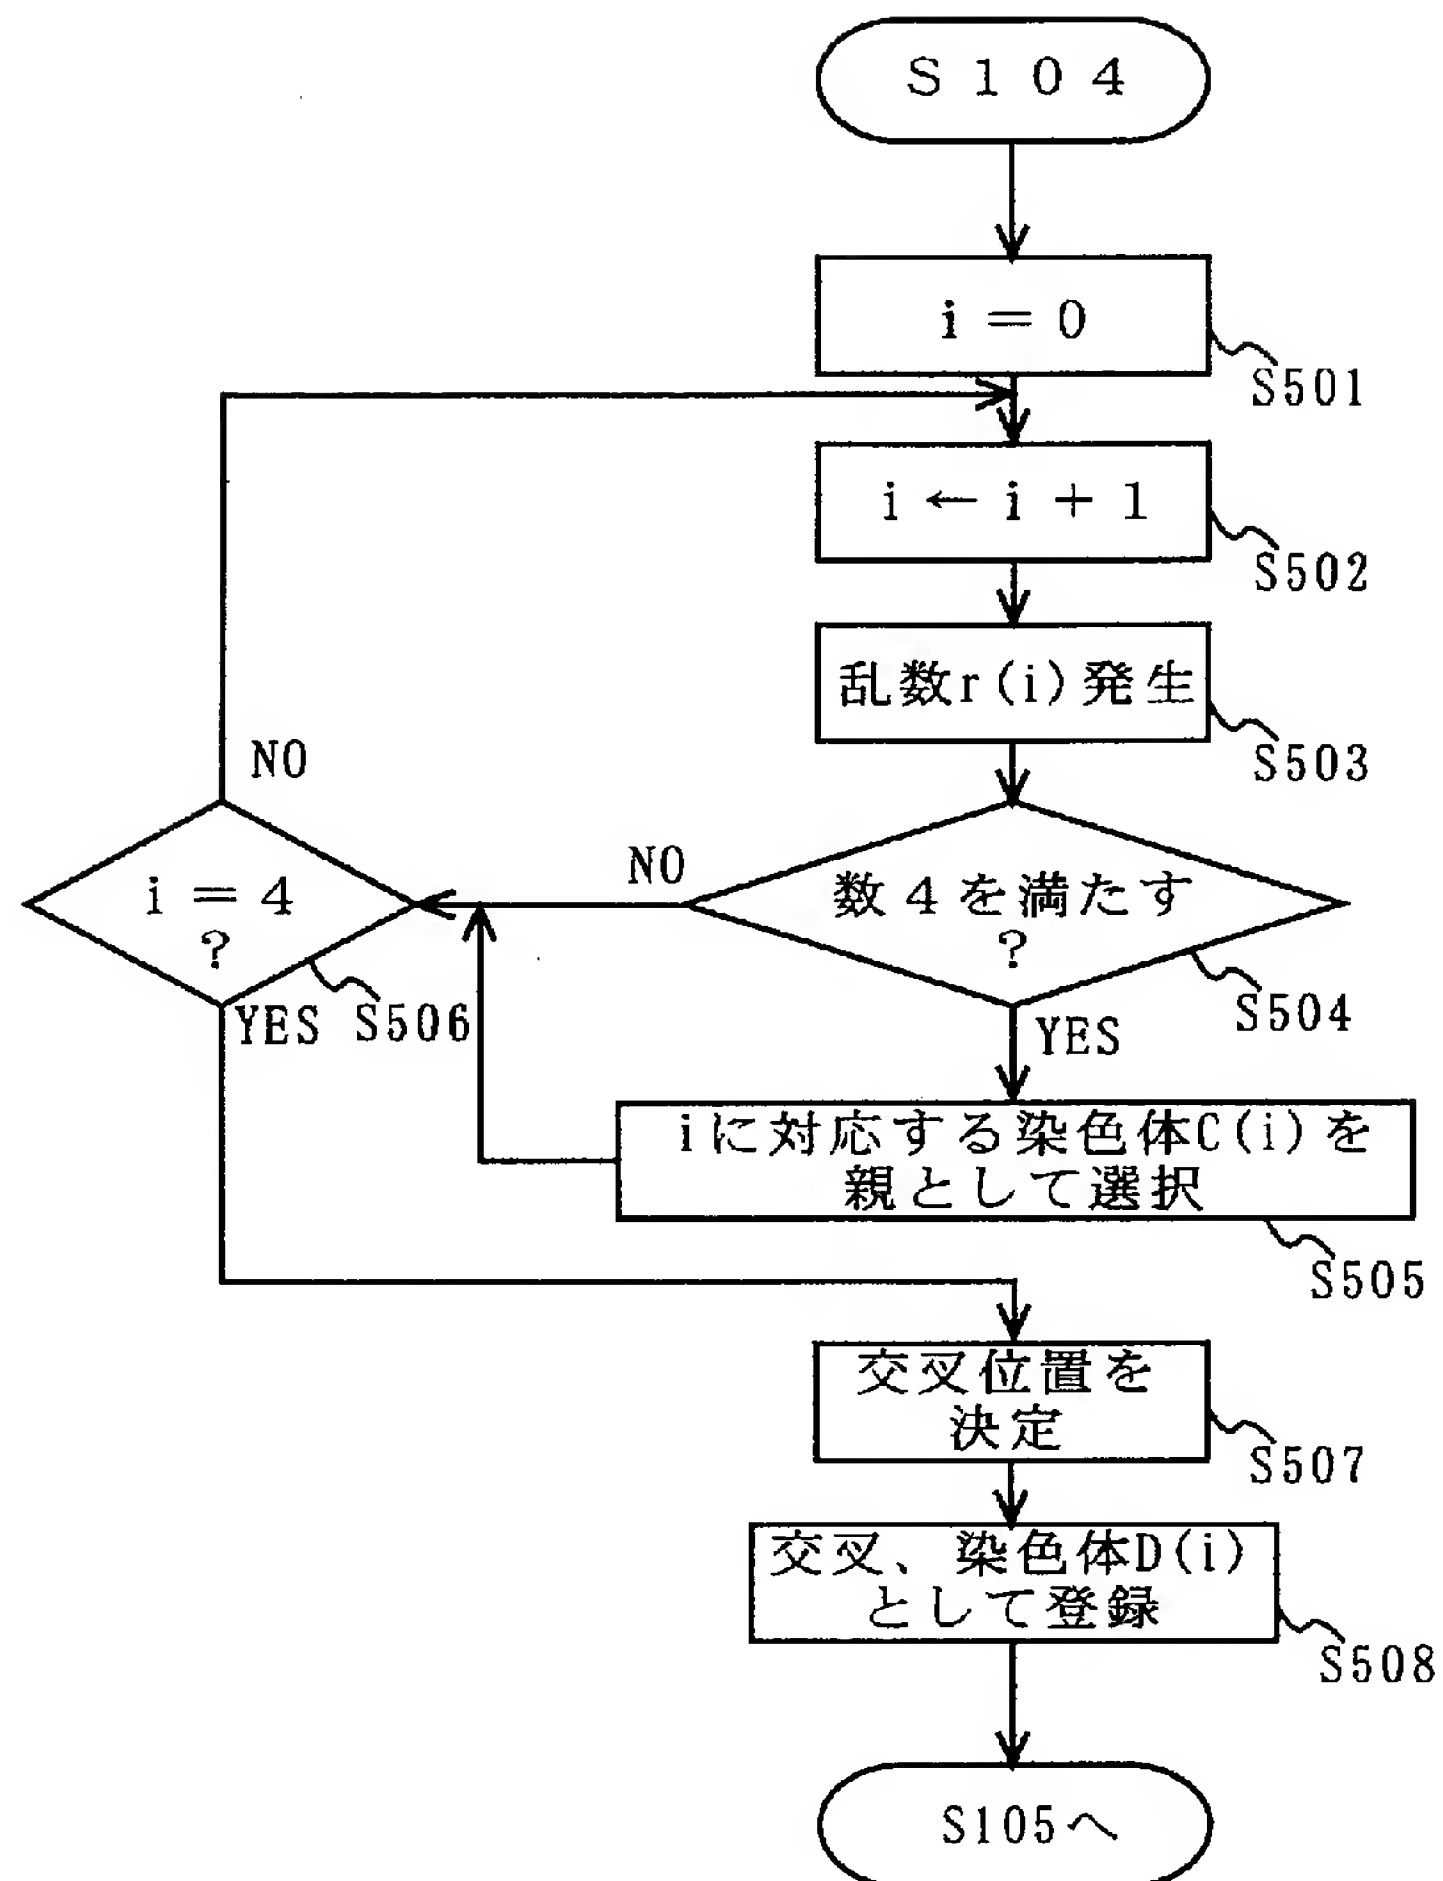 S104
i=0
S501
i←i+1
S502
乱数r(i)発生
S503
NO
i=4
?
YES
S506
NO
数4を満たす
?
S504
YES
iに対応する染色体C(i)を
親として選択
S505
交叉位置を
決定
S507
交叉、染色体D(i)
として登録
S508
S105へ